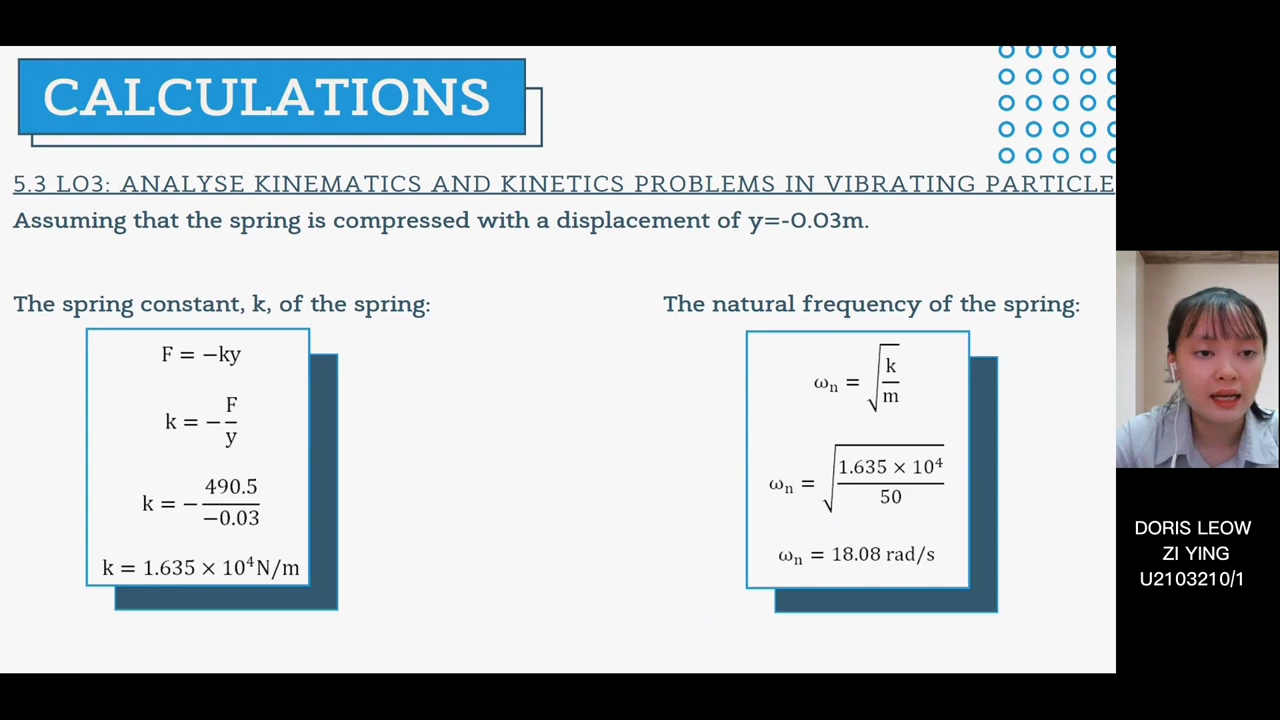 CALCULATIONS
5.3 LO3: ANALYSE KINEMATICS AND KINETICS PROBLEMS IN VIBRATING PARTICLE
Assuming that the spring is compressed with a displacement of y=-0.03m.
The spring constant, k, of the spring:
F = −ky
k = −F/y
k = −490.5/−0.03
k = 1.635 × 10⁴N/m
The natural frequency of the spring:
ωₙ = √(k/m)
ωₙ = √(1.635 × 10⁴/50)
ωₙ = 18.08 rad/s
DORIS LEOW
ZI YING
U2103210/1